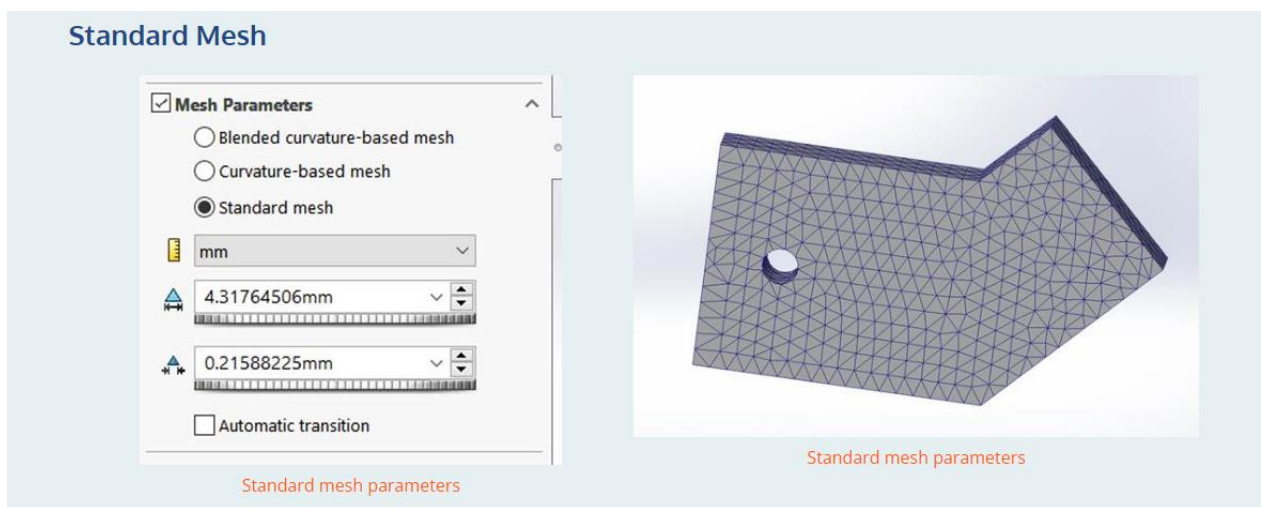 Standard Mesh
Mesh Parameters
Blended curvature-based mesh
Curvature-based mesh
Standard mesh
mm
4.31764506mm
0.21588225mm
Automatic transition
Standard mesh parameters
Standard mesh parameters